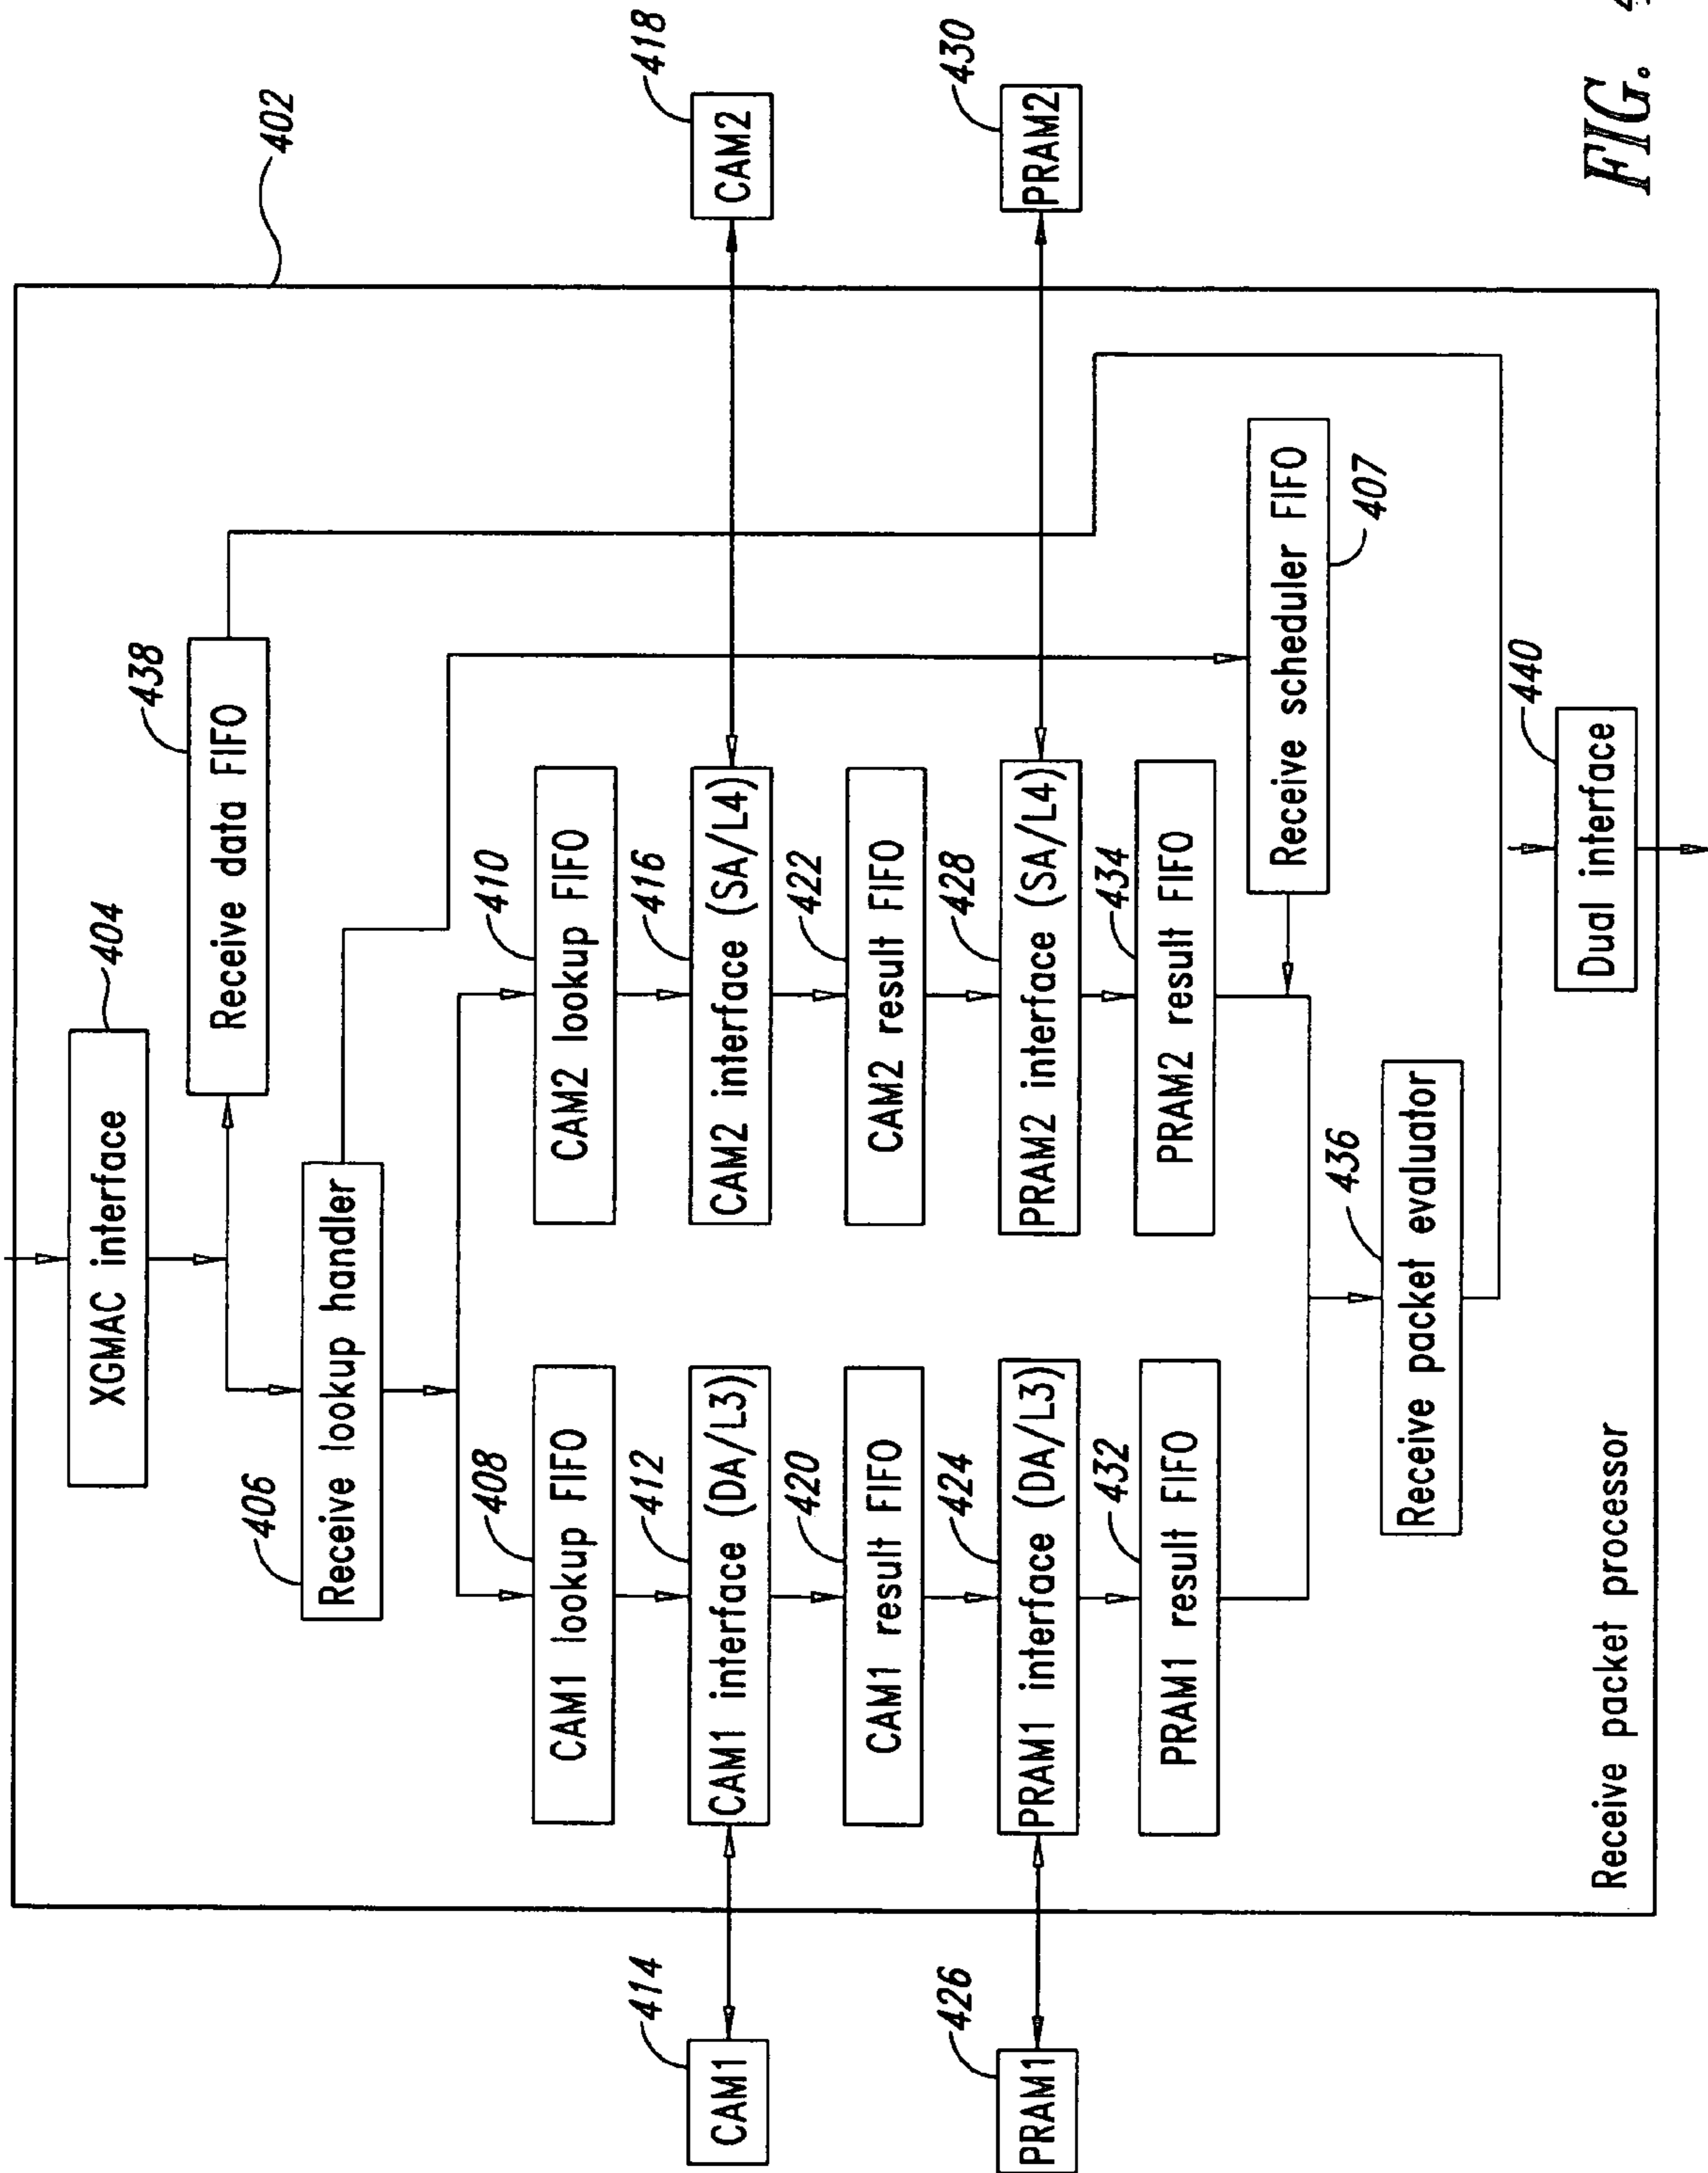 XGMAC interface
404
438
Receive data FIFO
402
406
Receive lookup handler
408
410
CAM1 lookup FIFO
CAM2 lookup FIFO
414
412
416
418
CAM1
CAM1 interface (DA/L3)
CAM2 interface (SA/L4)
CAM2
420
422
CAM1 result FIFO
CAM2 result FIFO
426
424
428
430
PRAM1
PRAM1 interface (DA/L3)
PRAM2 interface (SA/L4)
PRAM2
432
434
PRAM1 result FIFO
PRAM2 result FIFO
Receive scheduler FIFO
407
436
Receive packet evaluator
440
Dual interface
Receive packet processor
FIG.